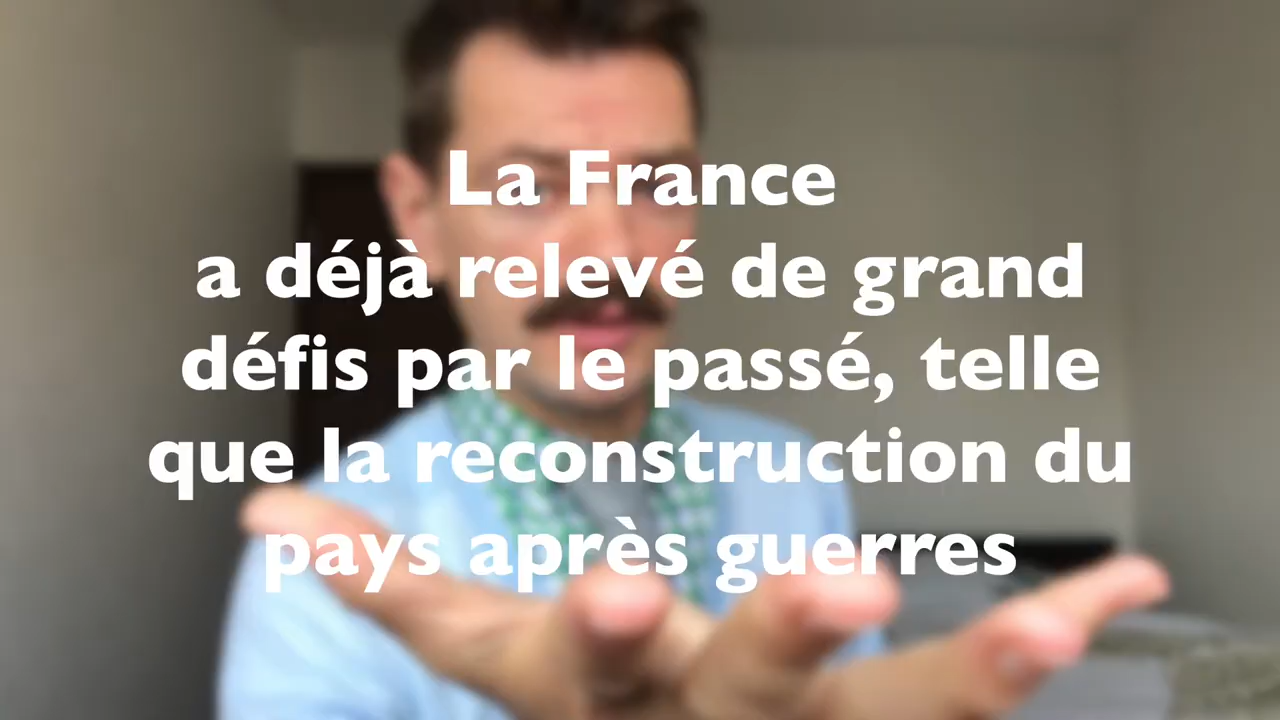 La France
a déjà relevé de grand
défis par le passé, telle
que la reconstruction du
pays après guerres